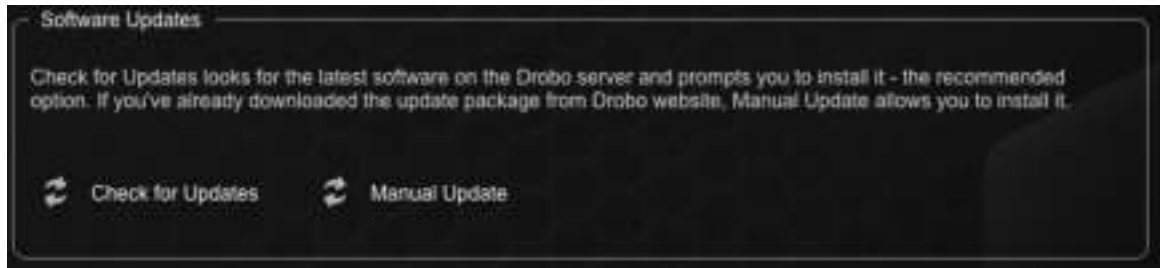 Software Updates
Check for Updates looks for the latest software on the Drobo server and prompts you to install it - the recommended
option. If you've already downloaded the update package from Drobo website, Manual Update allows you to install it.
Check for Updates Manual Update